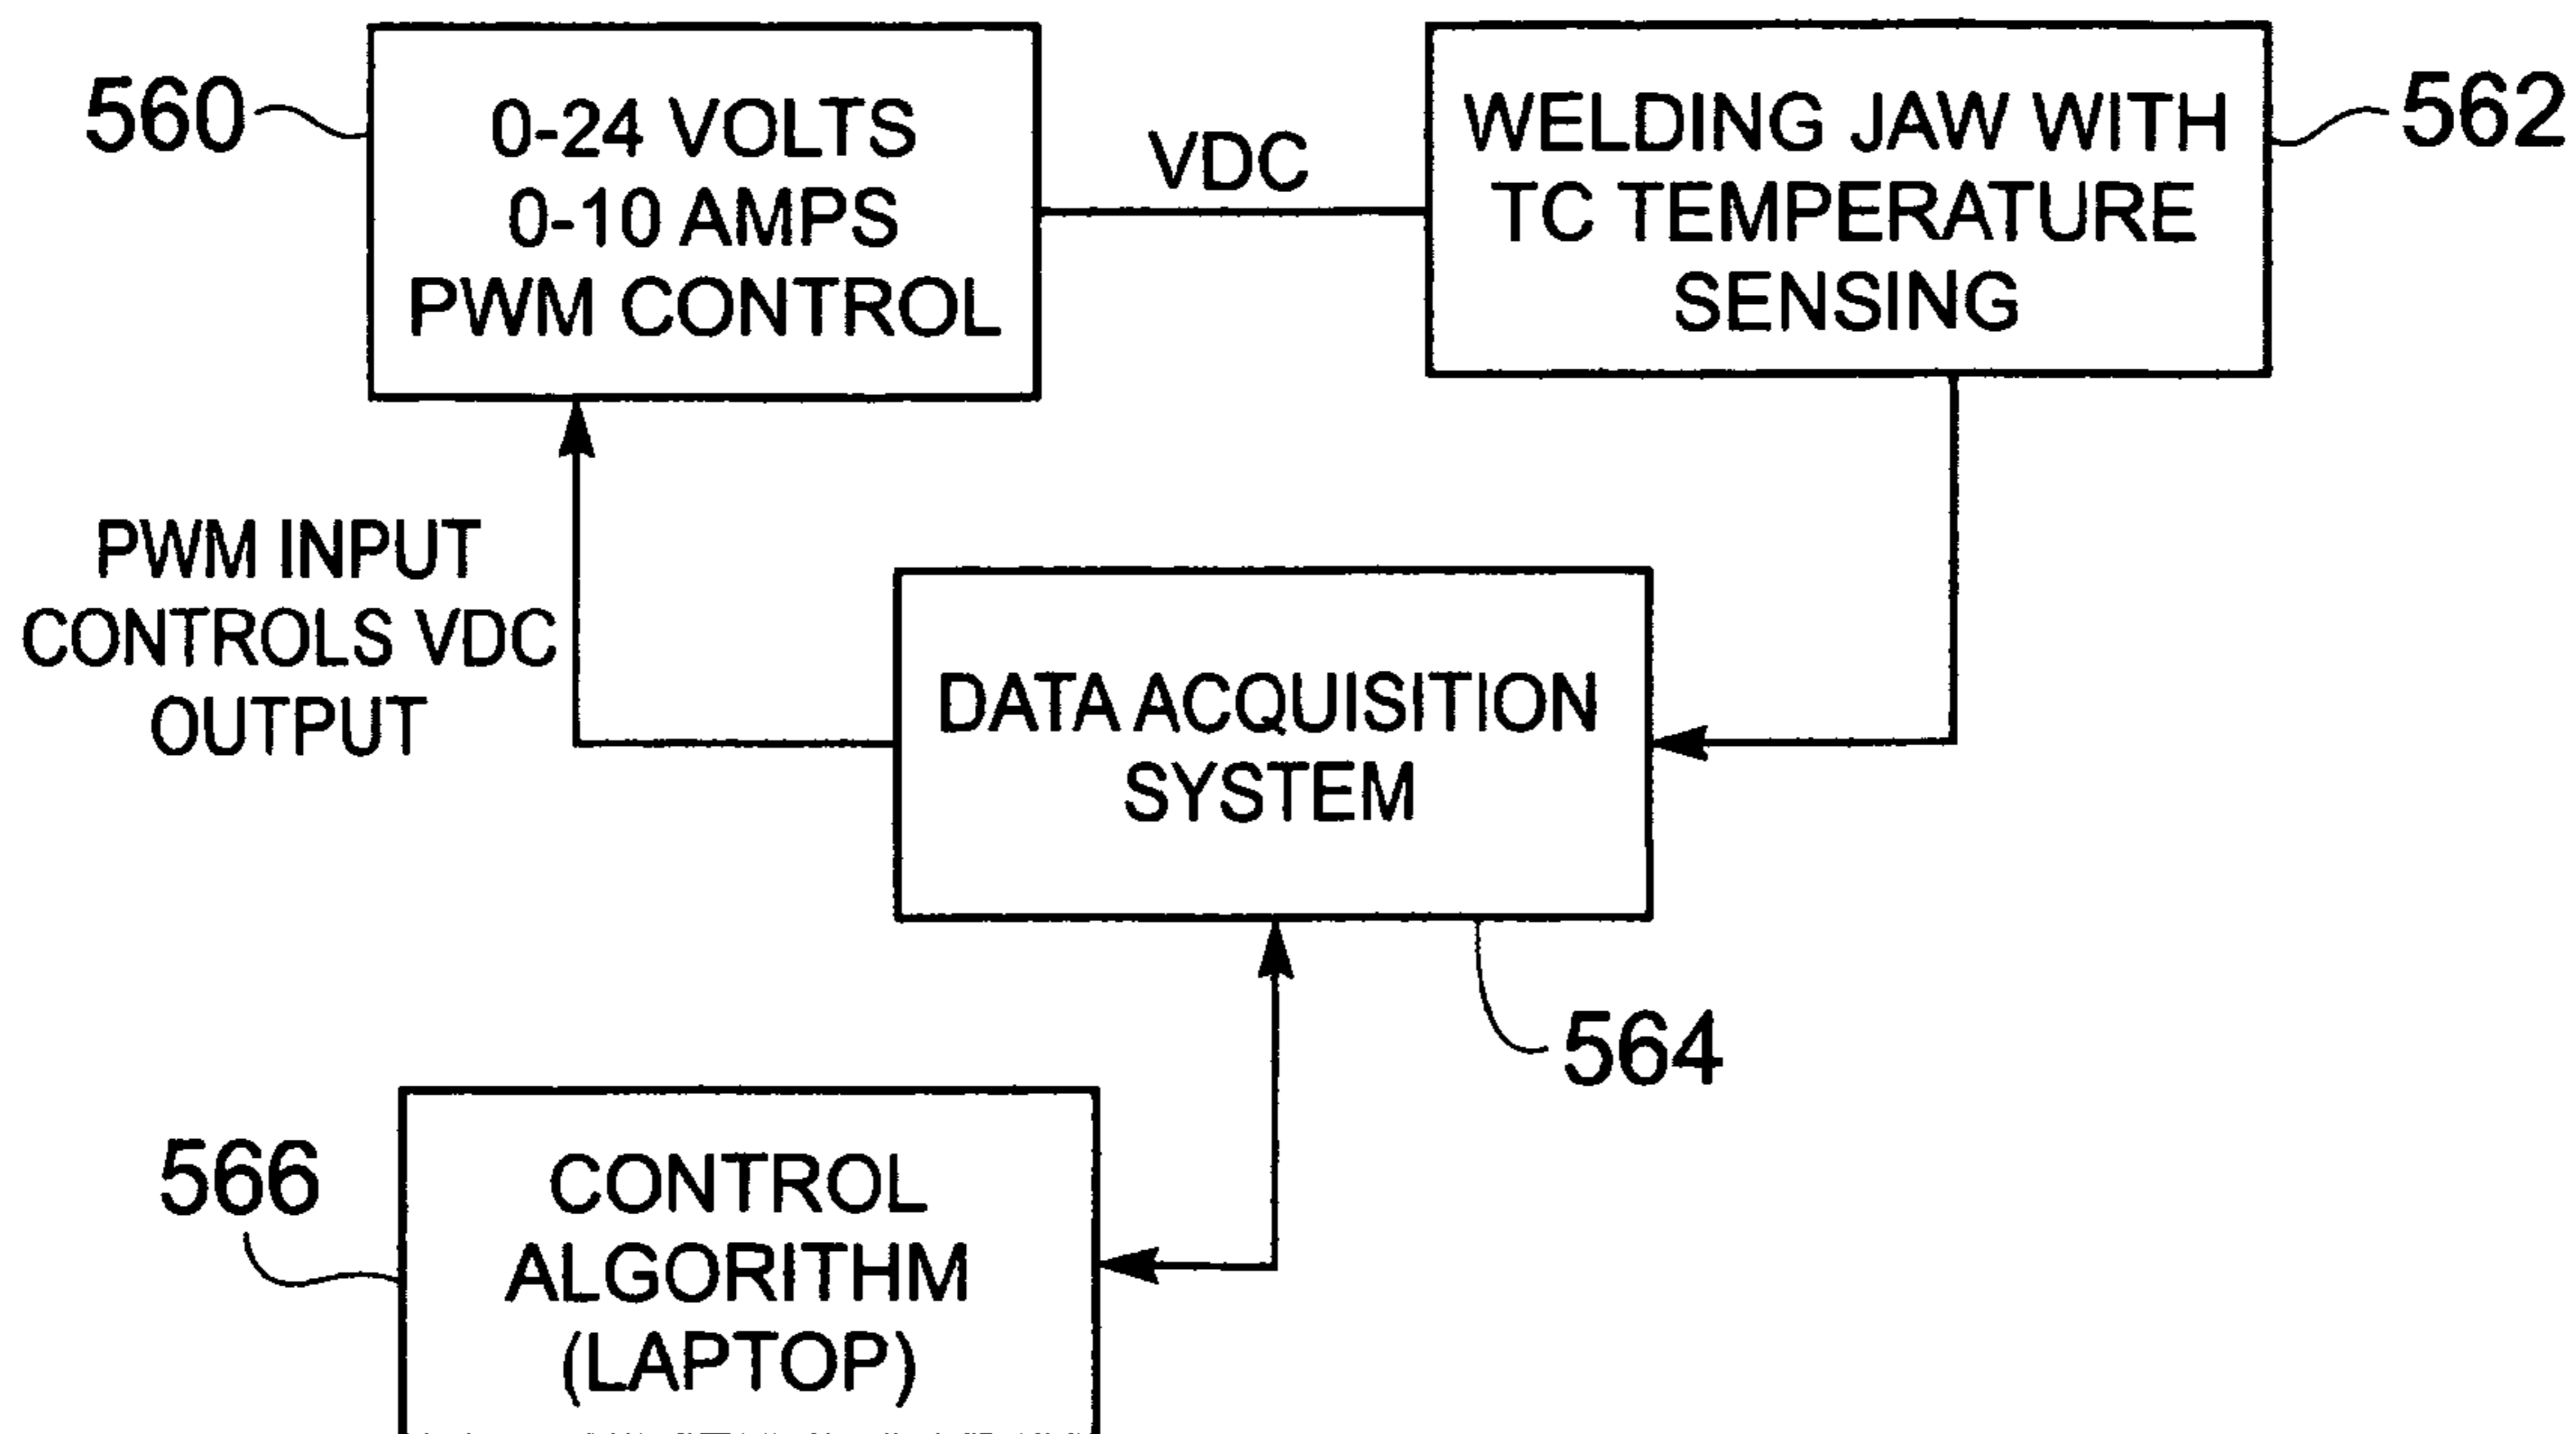 560
0-24 VOLTS
0-10 AMPS
PWM CONTROL
VDC
WELDING JAW WITH
TC TEMPERATURE
SENSING
562
PWM INPUT
CONTROLS VDC
OUTPUT
DATA ACQUISITION
SYSTEM
564
566
CONTROL
ALGORITHM
(LAPTOP)